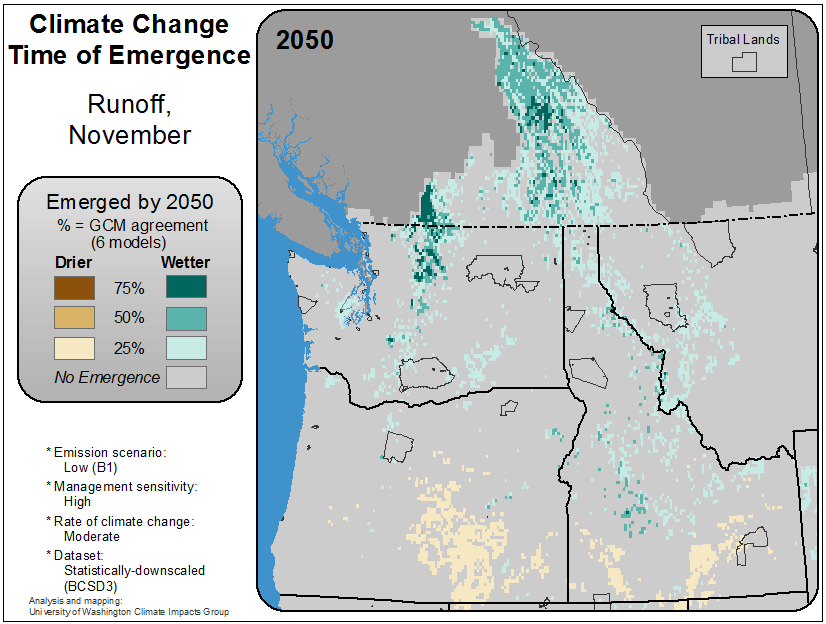 Climate Change
Time of Emergence
Runoff,
November
Emerged by 2050
% = GCM agreement
(6 models)
Drier Wetter
75%
50%
25%
No Emergence
* Emission scenario:
Low (B1)
* Management sensitivity:
High
* Rate of climate change:
Moderate
* Dataset:
Statistically-downscaled
(BCSD3)
Analysis and mapping:
University of Washington Climate Impacts Group
2050
Tribal Lands